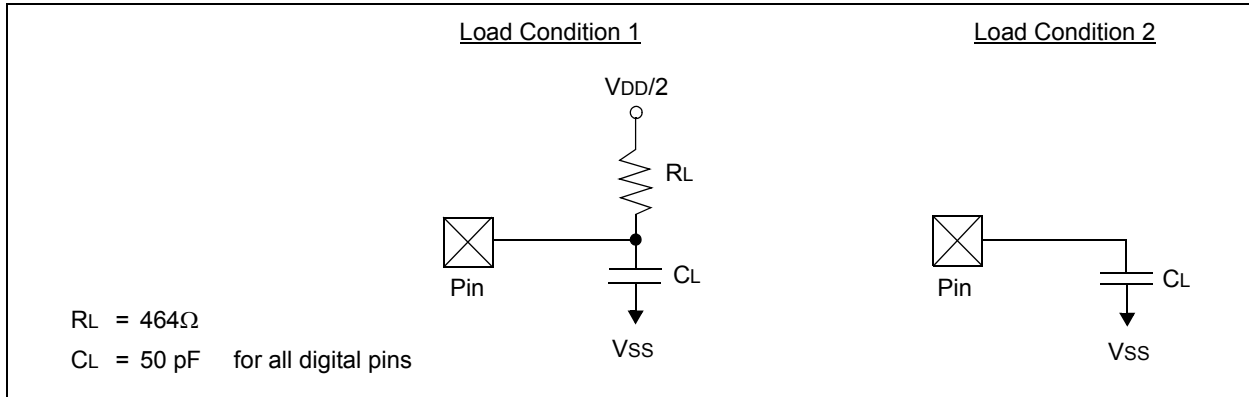 Load Condition 1
VDD/2
RL
CL
Pin
VSS
RL = 464Ω
CL = 50 pF for all digital pins
Load Condition 2
CL
Pin
VSS